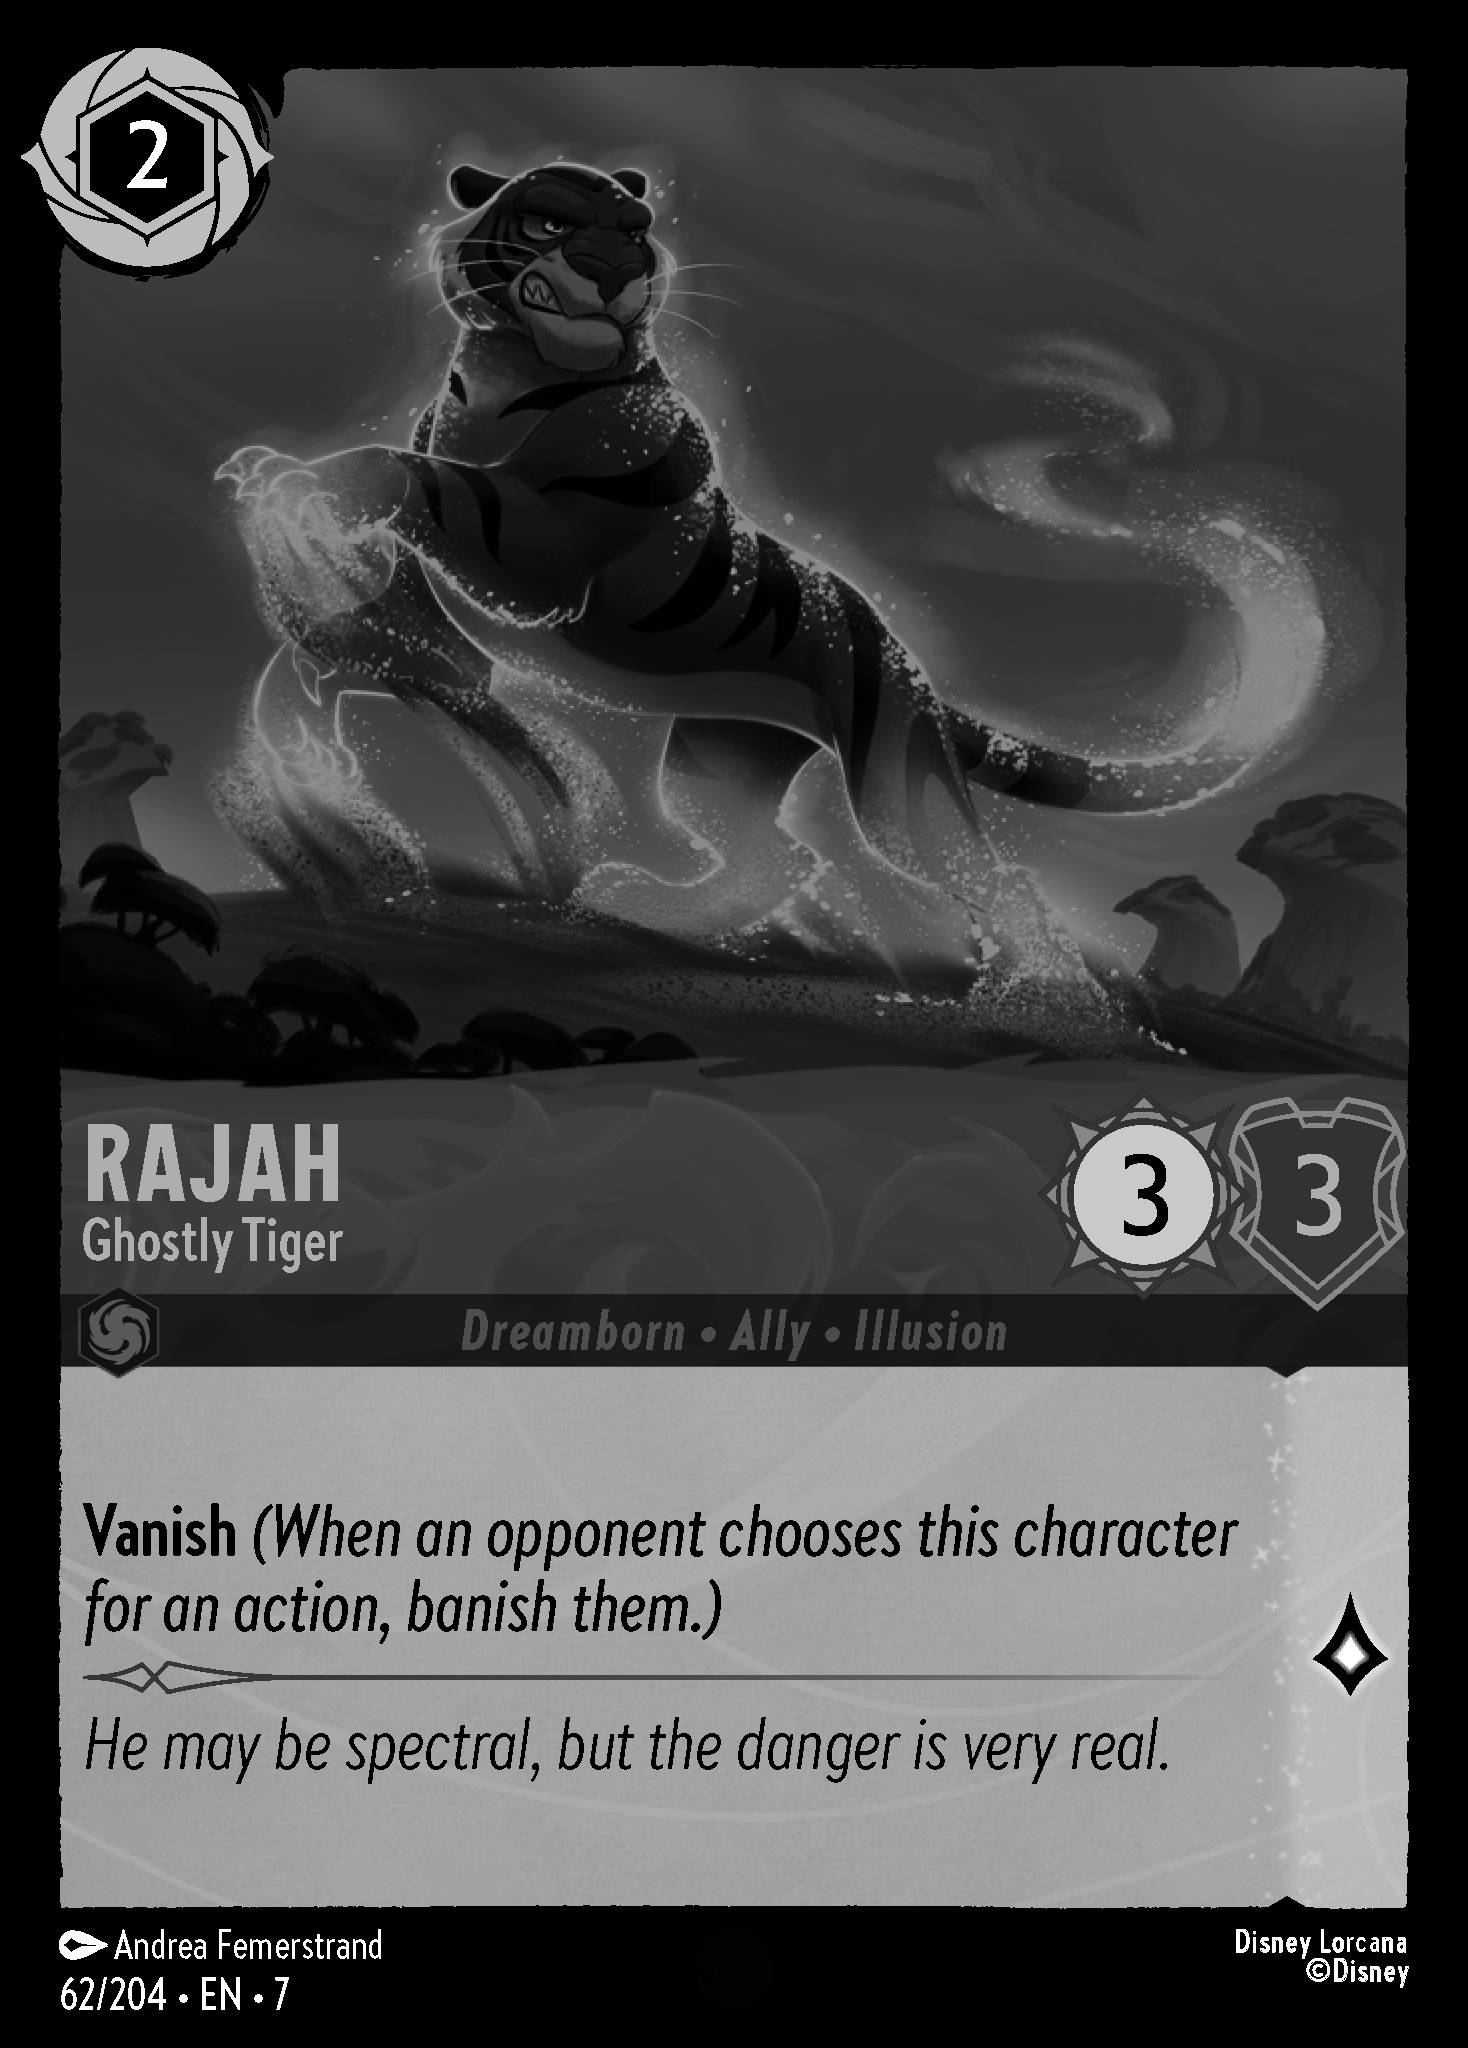 2
RAJAH
Ghostly Tiger
3
3
Dreamborn • Ally • Illusion
Vanish (When an opponent chooses this character
for an action, banish them.)
He may be spectral, but the danger is very real.
Andrea Femerstrand
62/204 • EN • 7
Disney Lorcana
©Disney